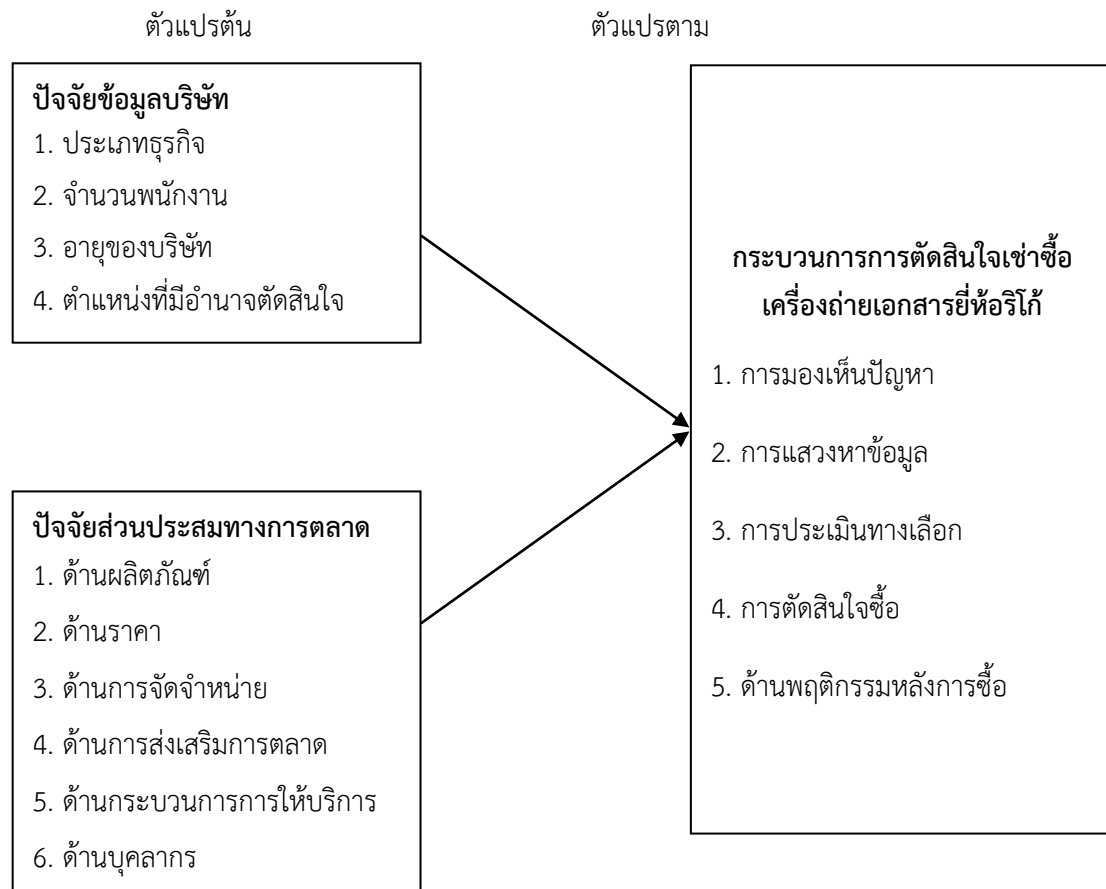 ตัวแปรต้น
ตัวแปรตาม
ปัจจัยข้อมูลบริษัท
1. ประเภทธุรกิจ
2. จำนวนพนักงาน
3. อายุของบริษัท
4. ตำแหน่งที่มีอำนาจตัดสินใจ
ปัจจัยส่วนประสมทางการตลาด
1. ด้านผลิตภัณฑ์
2. ด้านราคา
3. ด้านการจัดจำหน่าย
4. ด้านการส่งเสริมการตลาด
5. ด้านกระบวนการการให้บริการ
6. ด้านบุคลากร
กระบวนการการตัดสินใจเช่าซื้อ
เครื่องถ่ายเอกสารยี่ห้อริโก้
1. การมองเห็นปัญหา
2. การแสวงหาข้อมูล
3. การประเมินทางเลือก
4. การตัดสินใจซื้อ
5. ด้านพฤติกรรมหลังการซื้อ